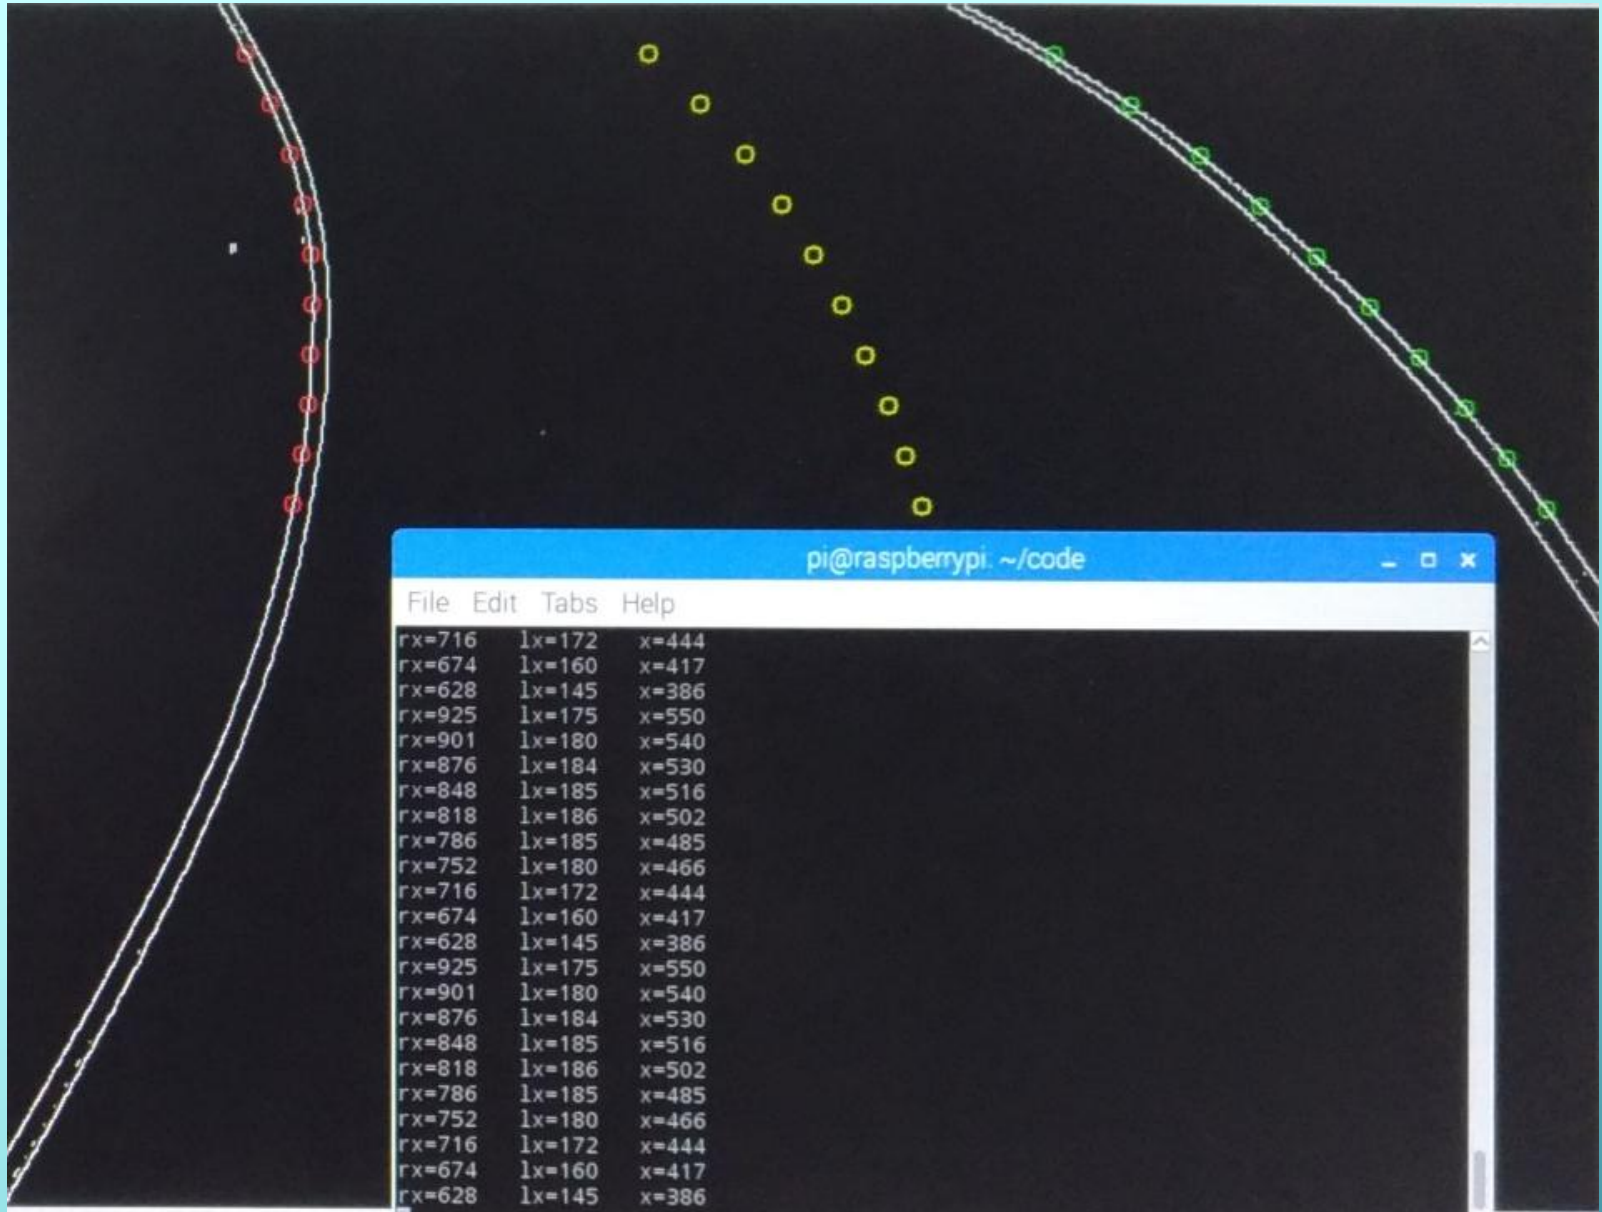 pi@raspberrypi: ~/code
File Edit Tabs Help
rx=716 lx=172 x=444
rx=674 lx=160 x=417
rx=628 lx=145 x=386
rx=925 lx=175 x=550
rx=901 lx=180 x=540
rx=876 lx=184 x=530
rx=848 lx=185 x=516
rx=818 lx=186 x=502
rx=786 lx=185 x=485
rx=752 lx=180 x=466
rx=716 lx=172 x=444
rx=674 lx=160 x=417
rx=628 lx=145 x=386
rx=925 lx=175 x=550
rx=901 lx=180 x=540
rx=876 lx=184 x=530
rx=848 lx=185 x=516
rx=818 lx=186 x=502
rx=786 lx=185 x=485
rx=752 lx=180 x=466
rx=716 lx=172 x=444
rx=674 lx=160 x=417
rx=628 lx=145 x=386